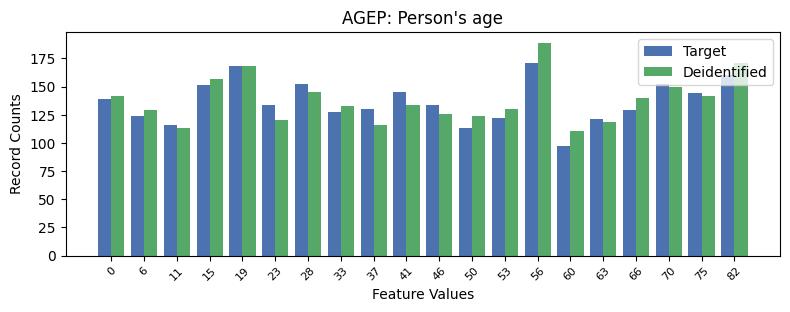 AGEP: Person's age
Record Counts
175
150
125
100
75
50
25
0
Target
Deidentified
0 6 11 15 19 23 28 33 37 41 46 50 53 56 60 63 66 70 75 82
Feature Values